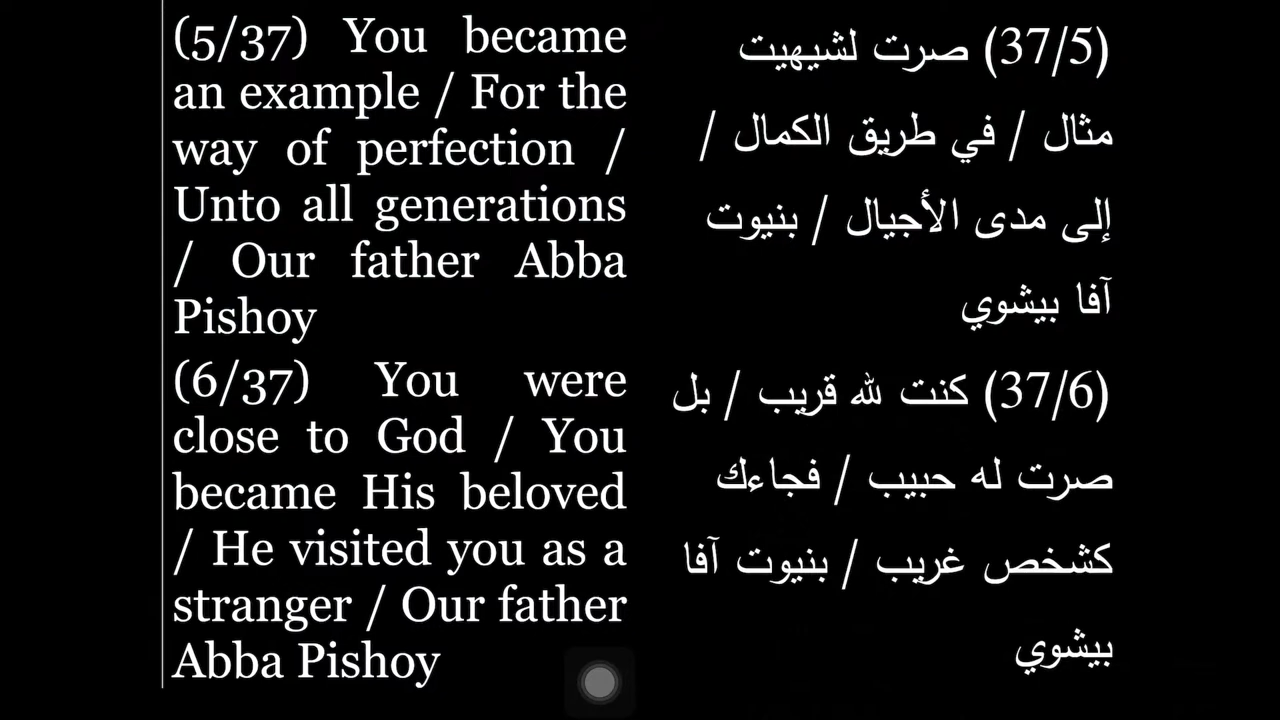 (5/37) You became
an example / For the
way of perfection /
Unto all generations
/ Our father Abba
Pishoy
(6/37) You were
close to God / You
became His beloved
/ He visited you as a
stranger / Our father
Abba Pishoy
(37/5) صرت لشيهيت
مثال / في طريق الكمال /
إلى مدى الأجيال / بنيوت
آفا بيشوي
(37/6) كنت لله قريب / بل
صرت له حبيب / فجاءك
كشخص غريب / بنيوت آفا
بيشوي